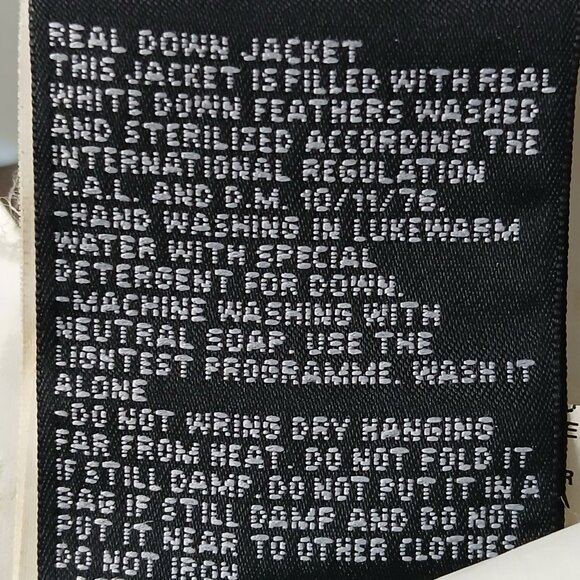 REAL DOWN JACKET
THIS JACKET IS FILLED WITH REAL
WHITE DOWN FEATHERS WASHED
AND STERILISED ACCORDING THE
INTERNATIONAL REGULATION
R.A.L. AND D.M. 10/11/76.
-HAND WASHING IN LUKEWARM
WATER WITH SPECIAL
DETERGENT FOR DOWN.
-MACHINE WASHING WITH
NEUTRAL SOAP. USE THE
LIGHTEST PROGRAMME. WASH IT
ALONE
-DO NOT WRING DRY HANGING
FAR FROM HEAT. DO NOT FOLD IT
IF STILL DAMP. DO NOT PUT IT IN A
BAG IF STILL DAMP AND DO NOT
PUT IT NEAR TO OTHER CLOTHES
DO NOT IRON